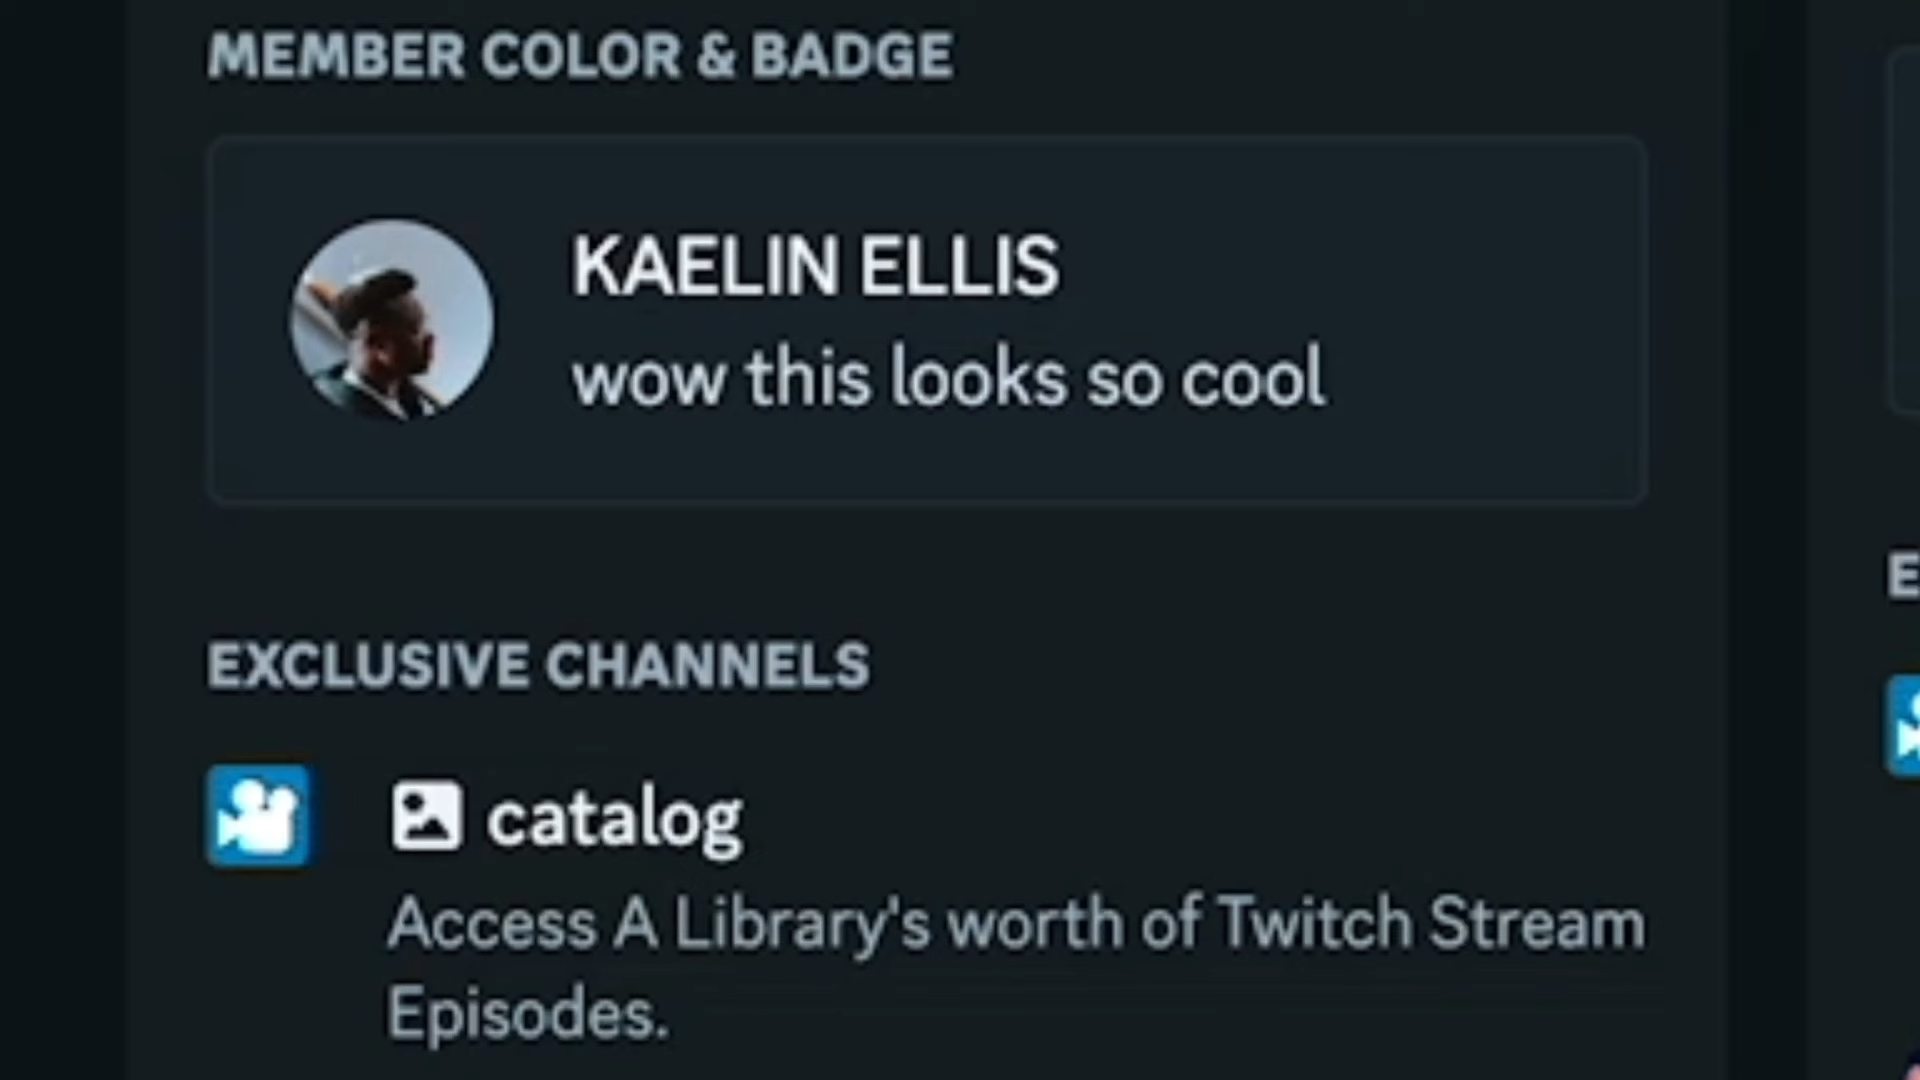 MEMBER COLOR & BADGE
KAELIN ELLIS
wow this looks so cool
EXCLUSIVE CHANNELS
catalog
Access A Library's worth of Twitch Stream
Episodes.